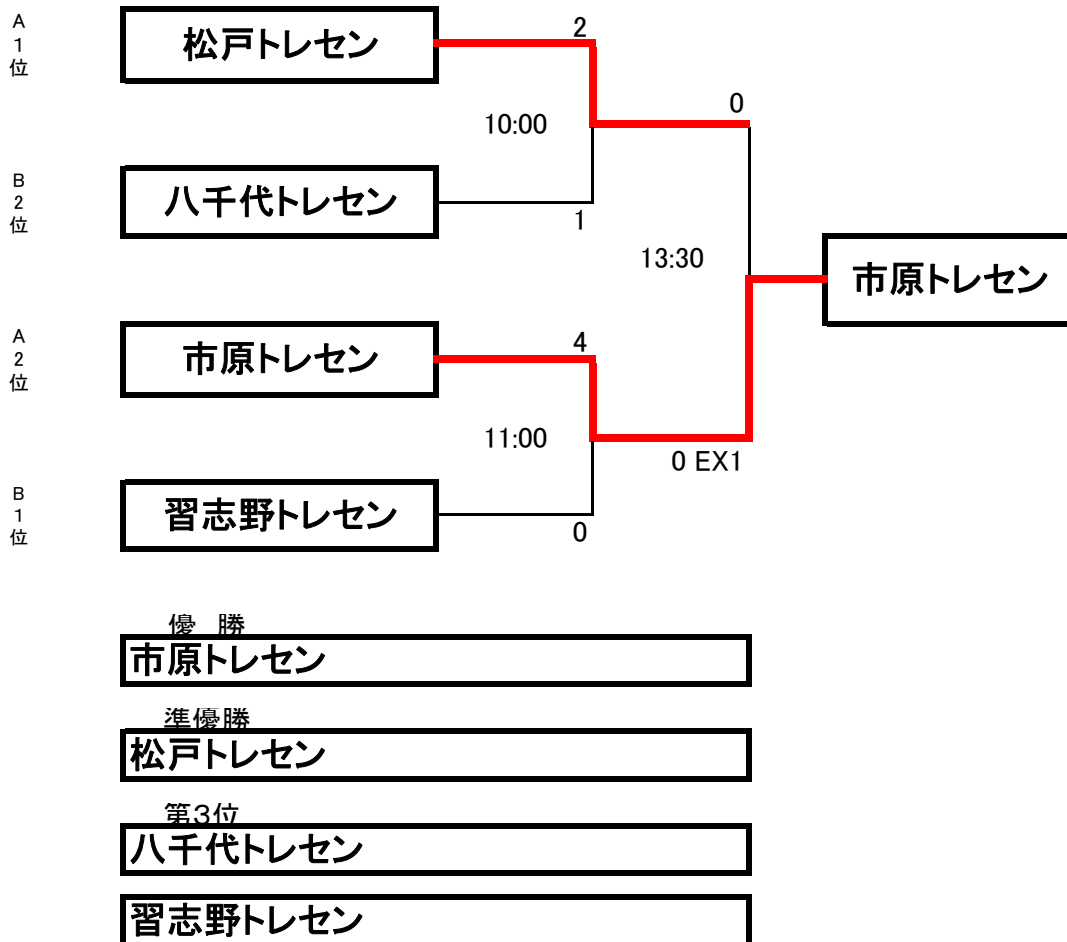 A
1
位
松戸トレセン
2
10:00
0
B
2
位
八千代トレセン
1
13:30
市原トレセン
A
2
位
市原トレセン
4
11:00
0 EX1
B
1
位
習志野トレセン
0
優　勝
市原トレセン
準優勝
松戸トレセン
第3位
八千代トレセン
習志野トレセン